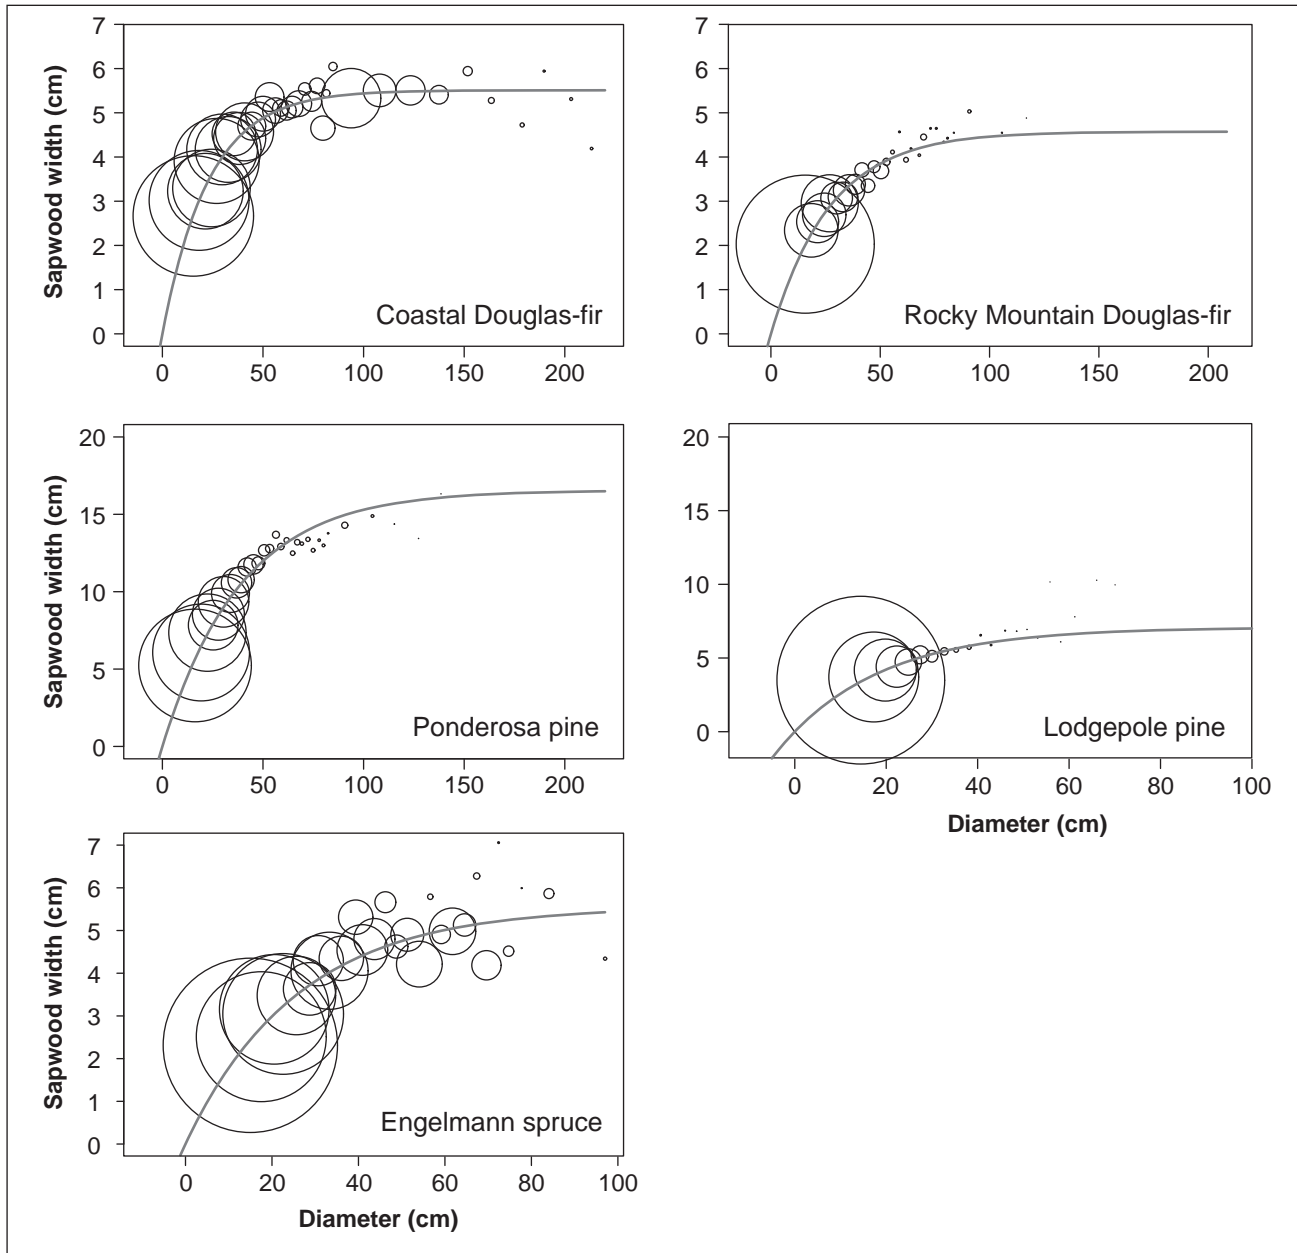 7
6
5
4
3
2
1
0
Sapwood width (cm)
0 50 100 150 200
Coastal Douglas-fir
7
6
5
4
3
2
1
0
0 50 100 150 200
Rocky Mountain Douglas-fir
20
15
10
5
0
Sapwood width (cm)
0 50 100 150 200
Ponderosa pine
20
15
10
5
0
0 20 40 60 80 100
Lodgepole pine
Diameter (cm)
7
6
5
4
3
2
1
0
Sapwood width (cm)
0 20 40 60 80 100
Engelmann spruce
Diameter (cm)